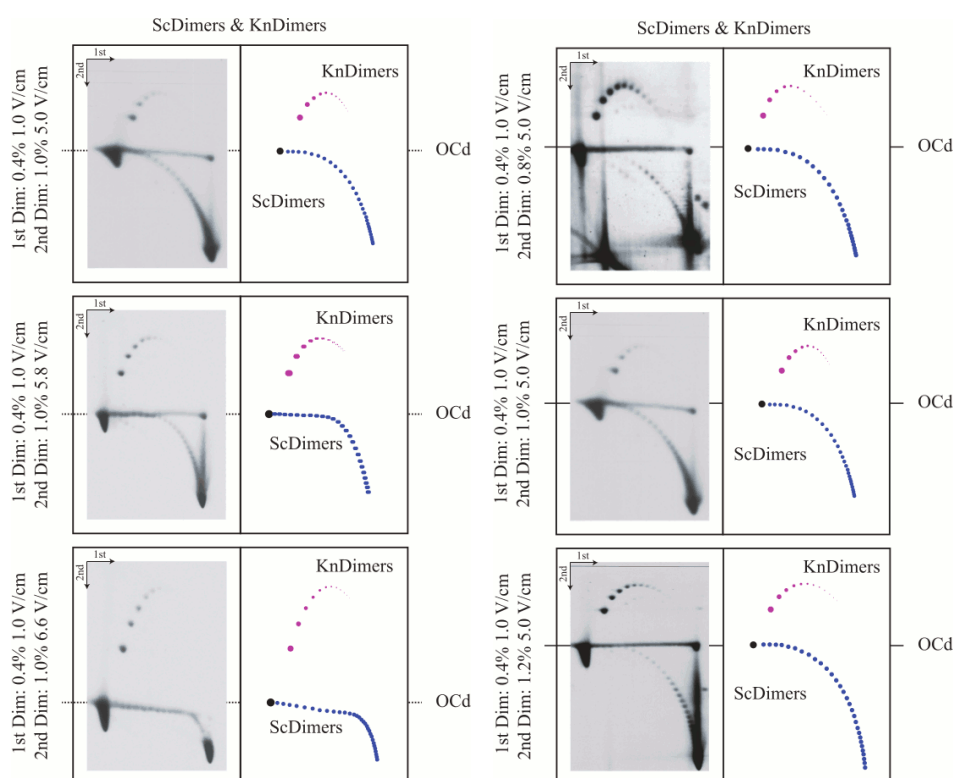 ScDimers & KnDimers
1st Dim: 0.4% 1.0 V/cm
2nd Dim: 1.0% 5.0 V/cm
1st
2nd
KnDimers
ScDimers
OCd
1st Dim: 0.4% 1.0 V/cm
2nd Dim: 1.0% 5.8 V/cm
1st
2nd
KnDimers
ScDimers
OCd
1st Dim: 0.4% 1.0 V/cm
2nd Dim: 1.0% 6.6 V/cm
1st
2nd
KnDimers
ScDimers
OCd
ScDimers & KnDimers
1st Dim: 0.4% 1.0 V/cm
2nd Dim: 0.8% 5.0 V/cm
1st
2nd
KnDimers
ScDimers
OCd
1st Dim: 0.4% 1.0 V/cm
2nd Dim: 1.0% 5.0 V/cm
1st
2nd
KnDimers
ScDimers
OCd
1st Dim: 0.4% 1.0 V/cm
2nd Dim: 1.2% 5.0 V/cm
1st
2nd
KnDimers
ScDimers
OCd